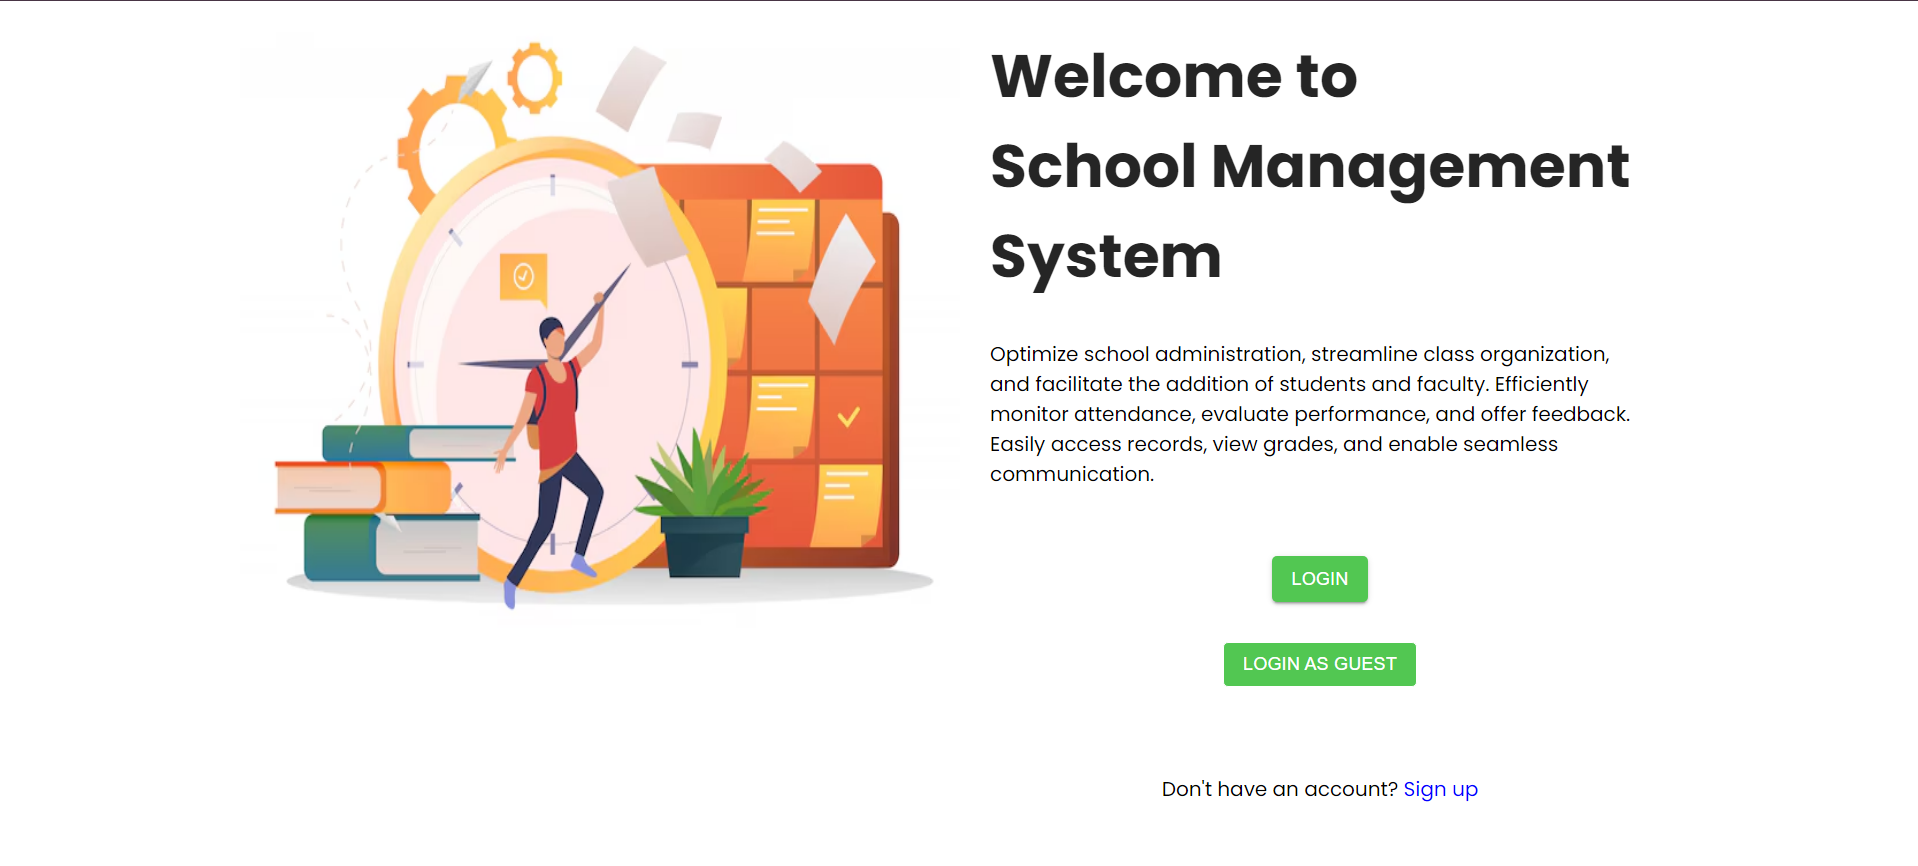 Welcome to
School Management
System
Optimize school administration, streamline class organization,
and facilitate the addition of students and faculty. Efficiently
monitor attendance, evaluate performance, and offer feedback.
Easily access records, view grades, and enable seamless
communication.
LOGIN
LOGIN AS GUEST
Don't have an account? Sign up